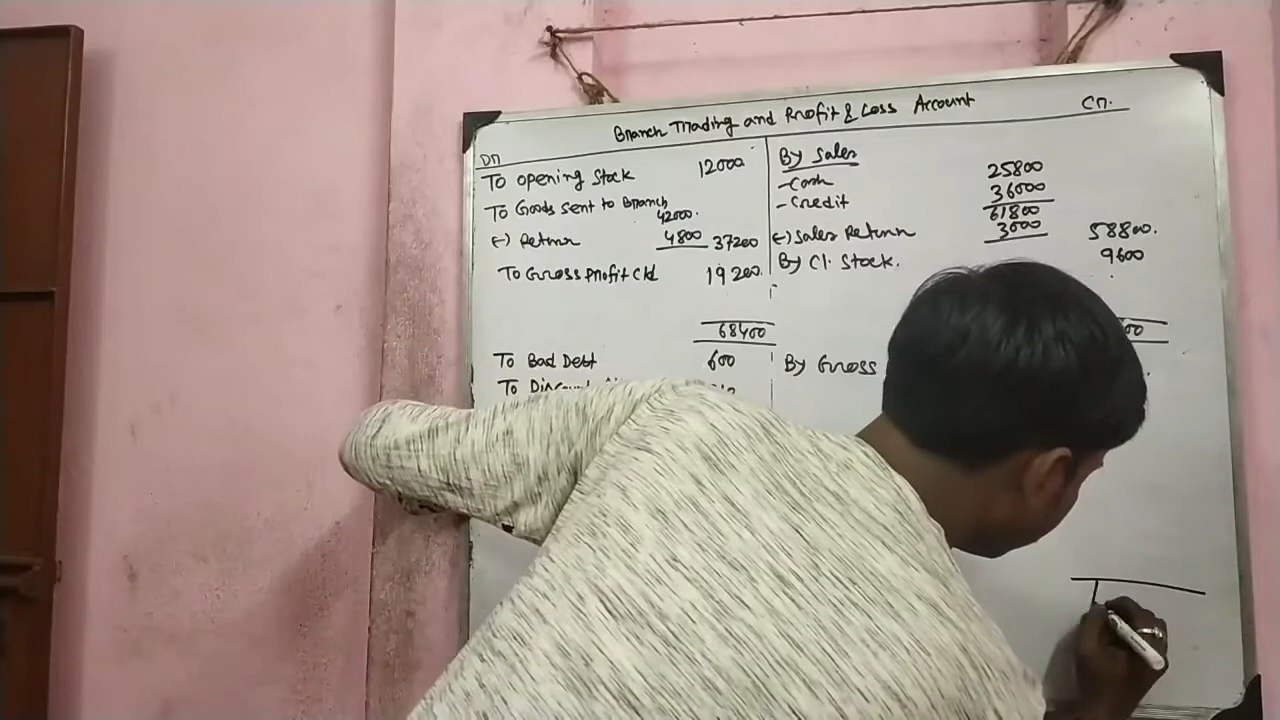 Branch Trading and Profit & Loss Account
Dr Cr.
To Opening Stock 12000
To Goods Sent to Branch
42000.
(-) Return 4800 37200
To Gross Profit C/d 19200.
68400
To Bad Debt 600
To
By Sales
-Cash 25800
-Credit 36000
61800
(-) Sales Return 3000 58800.
By Cl. Stock. 9600
00
By Gross